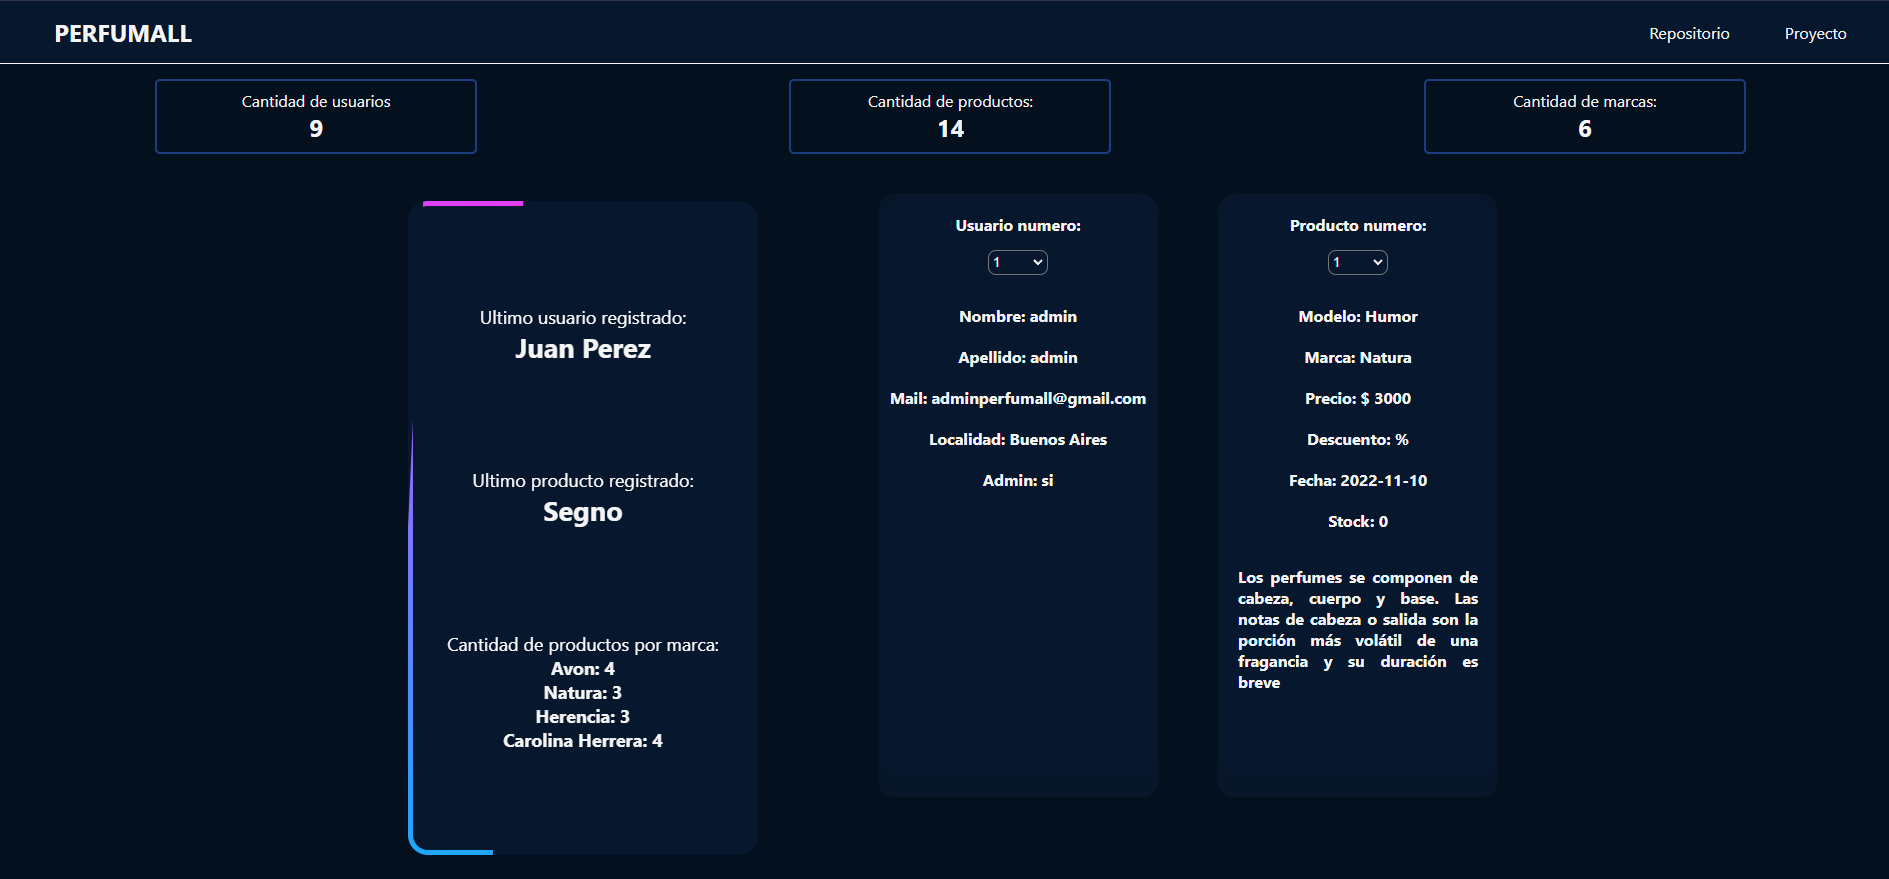 PERFUMALL
Repositorio
Proyecto
Cantidad de usuarios
9
Cantidad de productos:
14
Cantidad de marcas:
6
Ultimo usuario registrado:
Juan Perez
Ultimo producto registrado:
Segno
Cantidad de productos por marca:
Avon: 4
Natura: 3
Herencia: 3
Carolina Herrera: 4
Usuario numero:
1
Nombre: admin
Apellido: admin
Mail: adminperfumall@gmail.com
Localidad: Buenos Aires
Admin: si
Producto numero:
1
Modelo: Humor
Marca: Natura
Precio: $ 3000
Descuento: %
Fecha: 2022-11-10
Stock: 0
Los perfumes se componen de
cabeza, cuerpo y base. Las
notas de cabeza o salida son la
porción más volátil de una
fragancia y su duración es
breve